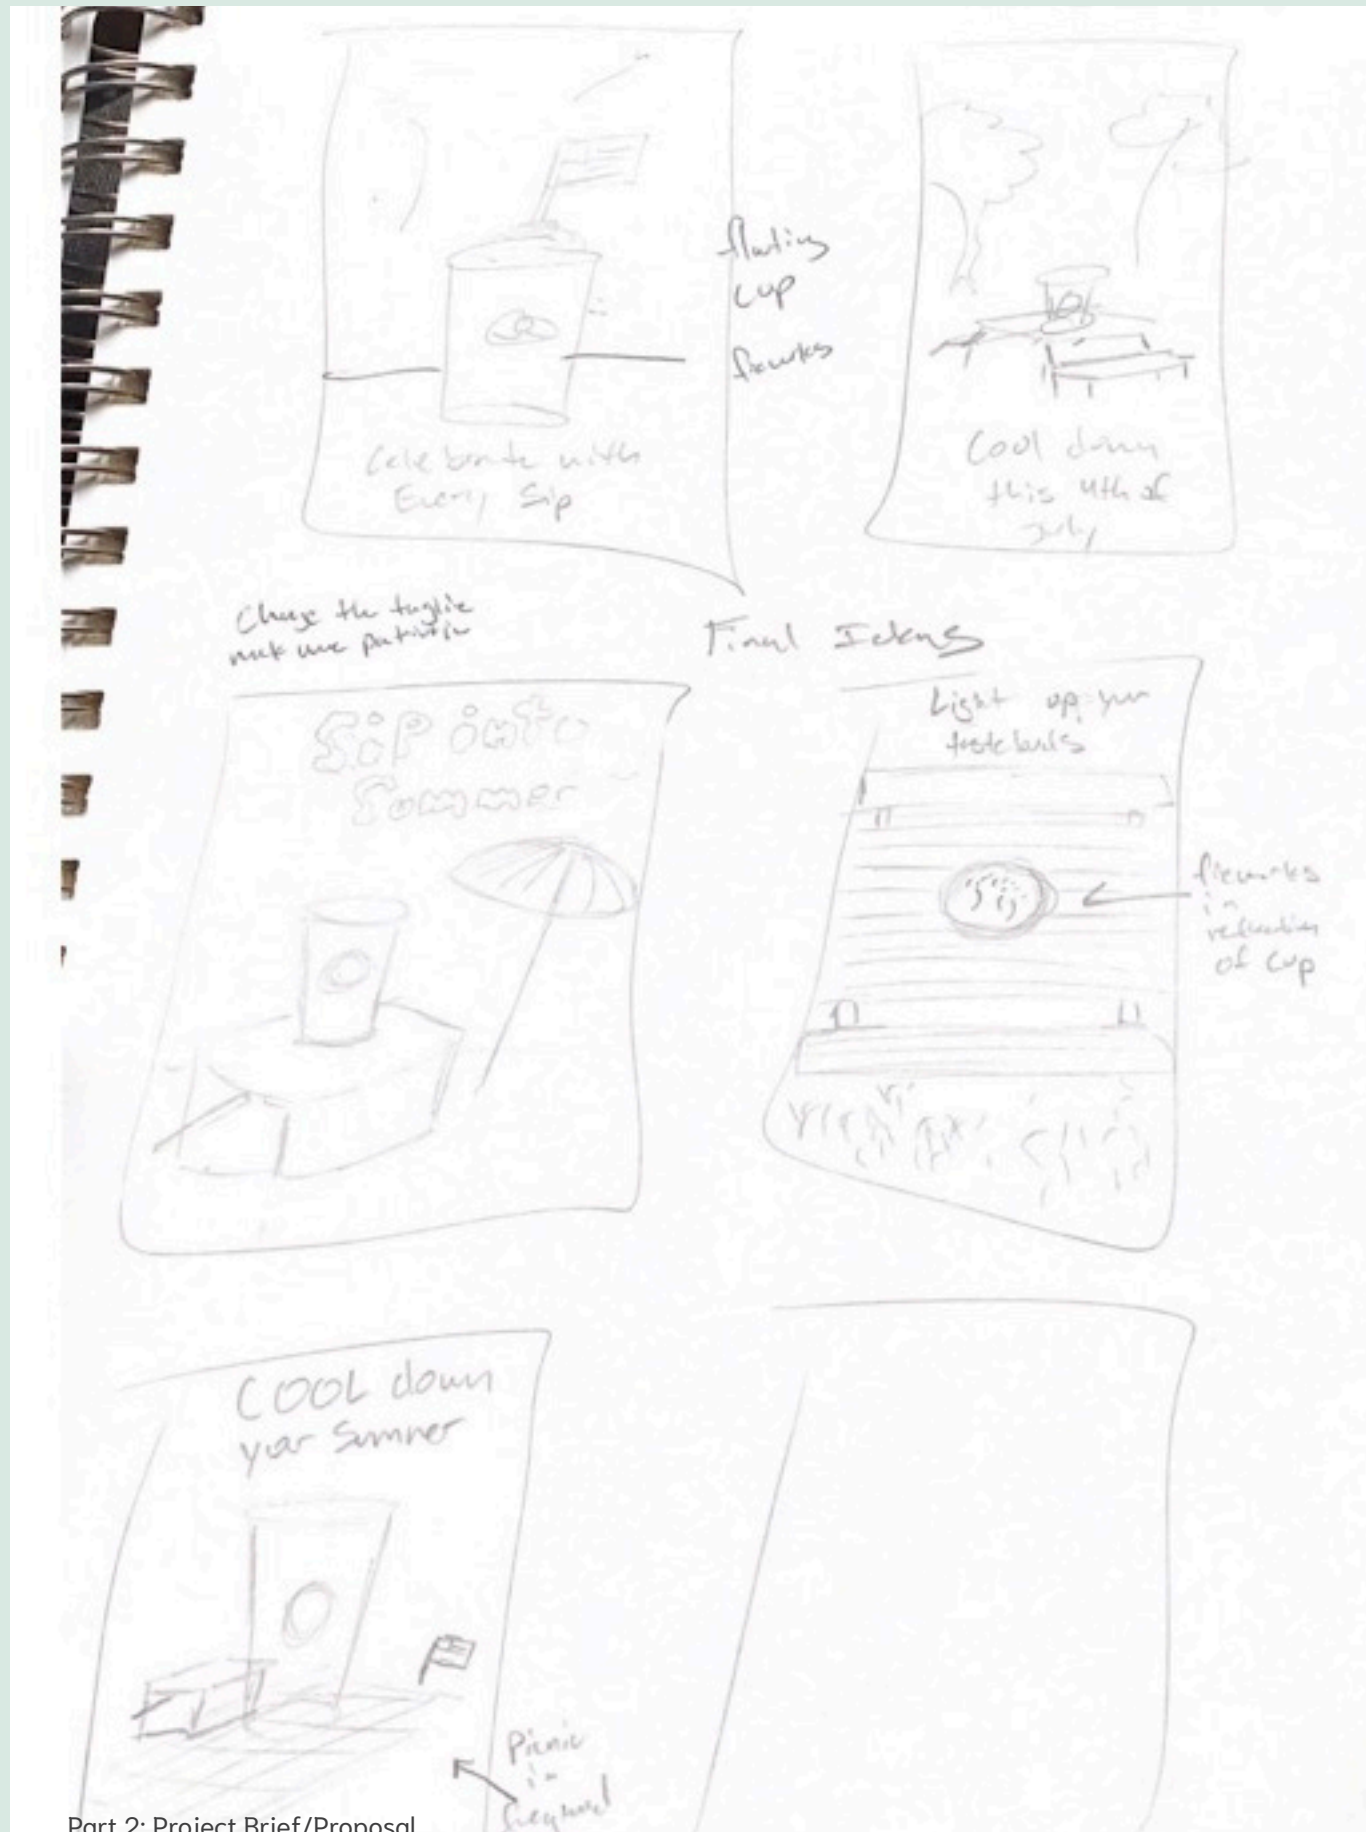 floating
cup
fireworks
Celebrate with
Every Sip
Cool down
this 4th of
July
Change the tagline
make more patriotic
Final Ideas
Sip into
Sommer
Light up your
tastebuds
fireworks
in
reflection
of cup
COOL down
your Summer
Picnic
in
foreground
Part 2: Project Brief/Proposal